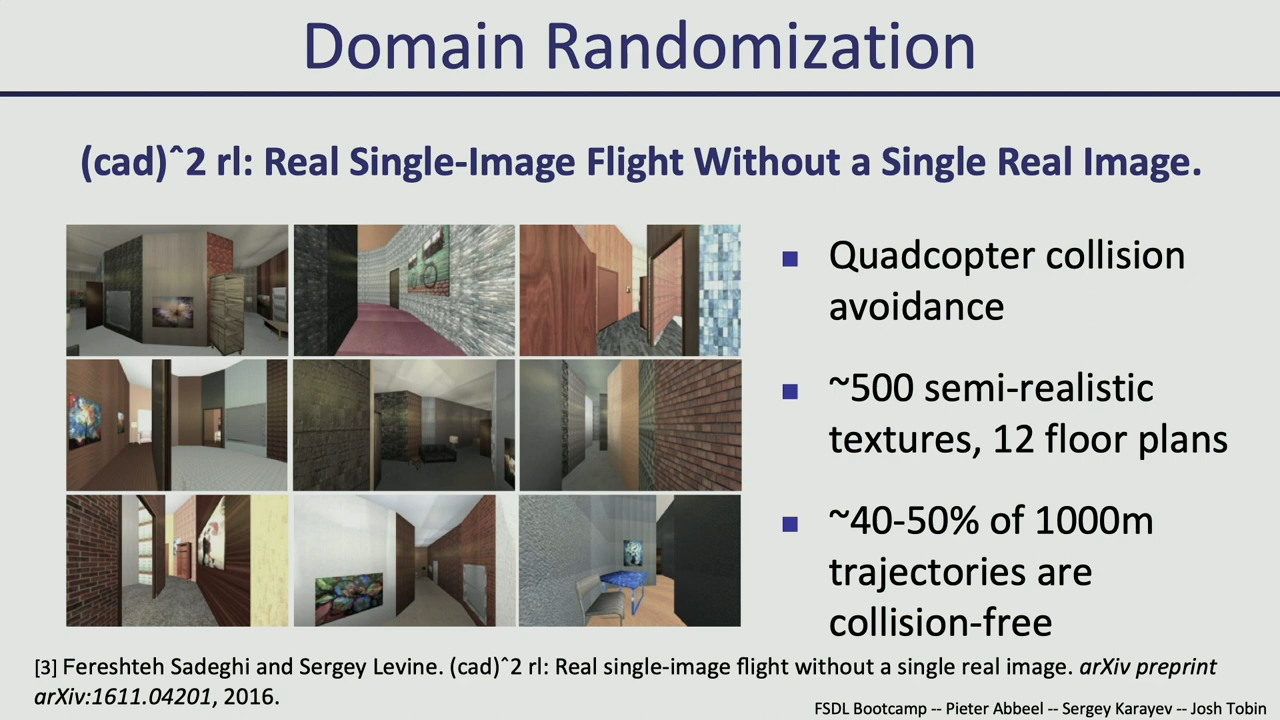 Domain Randomization
(cad)ˆ2 rl: Real Single-Image Flight Without a Single Real Image.
Quadcopter collision
avoidance
~500 semi-realistic
textures, 12 floor plans
~40-50% of 1000m
trajectories are
collision-free
[3] Fereshteh Sadeghi and Sergey Levine. (cad)ˆ2 rl: Real single-image flight without a single real image. arXiv preprint
arXiv:1611.04201, 2016.
FSDL Bootcamp -- Pieter Abbeel -- Sergey Karayev -- Josh Tobin